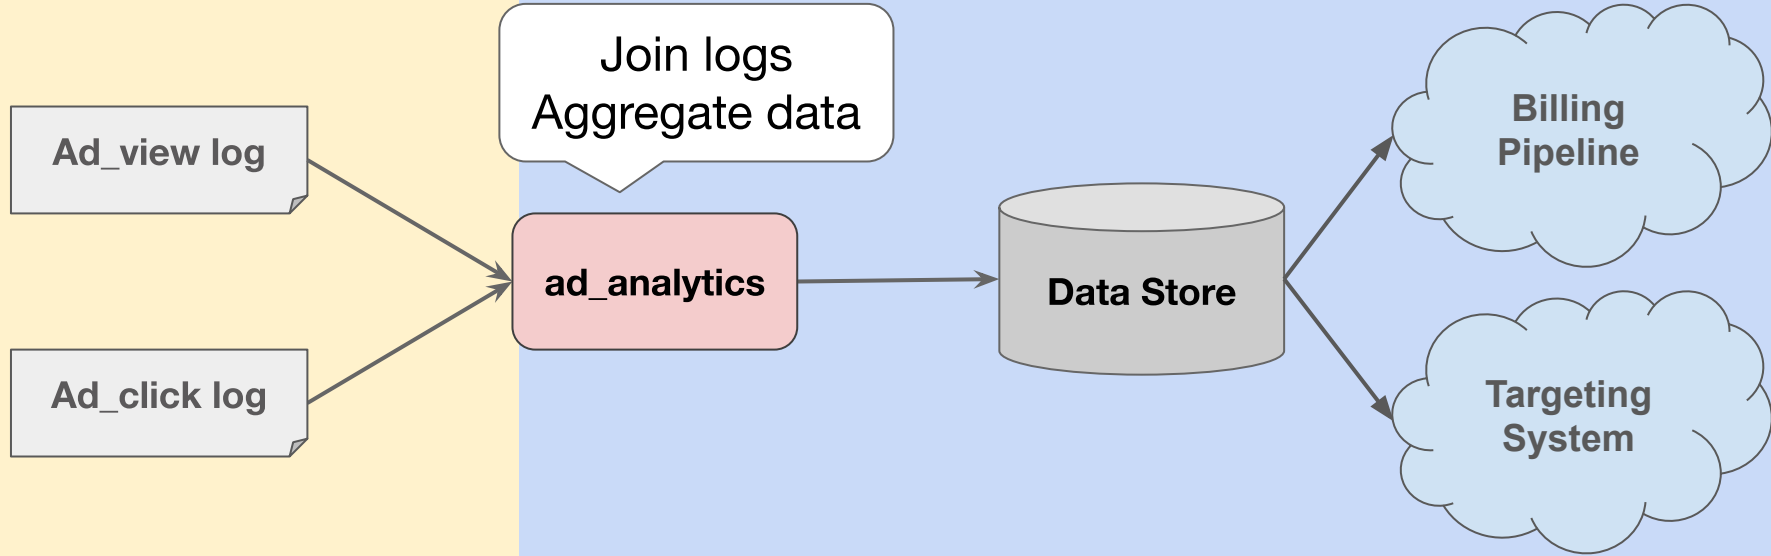 Join logs
Aggregate data
Ad_view log
Ad_click log
ad_analytics
Data Store
Billing
Pipeline
Targeting
System